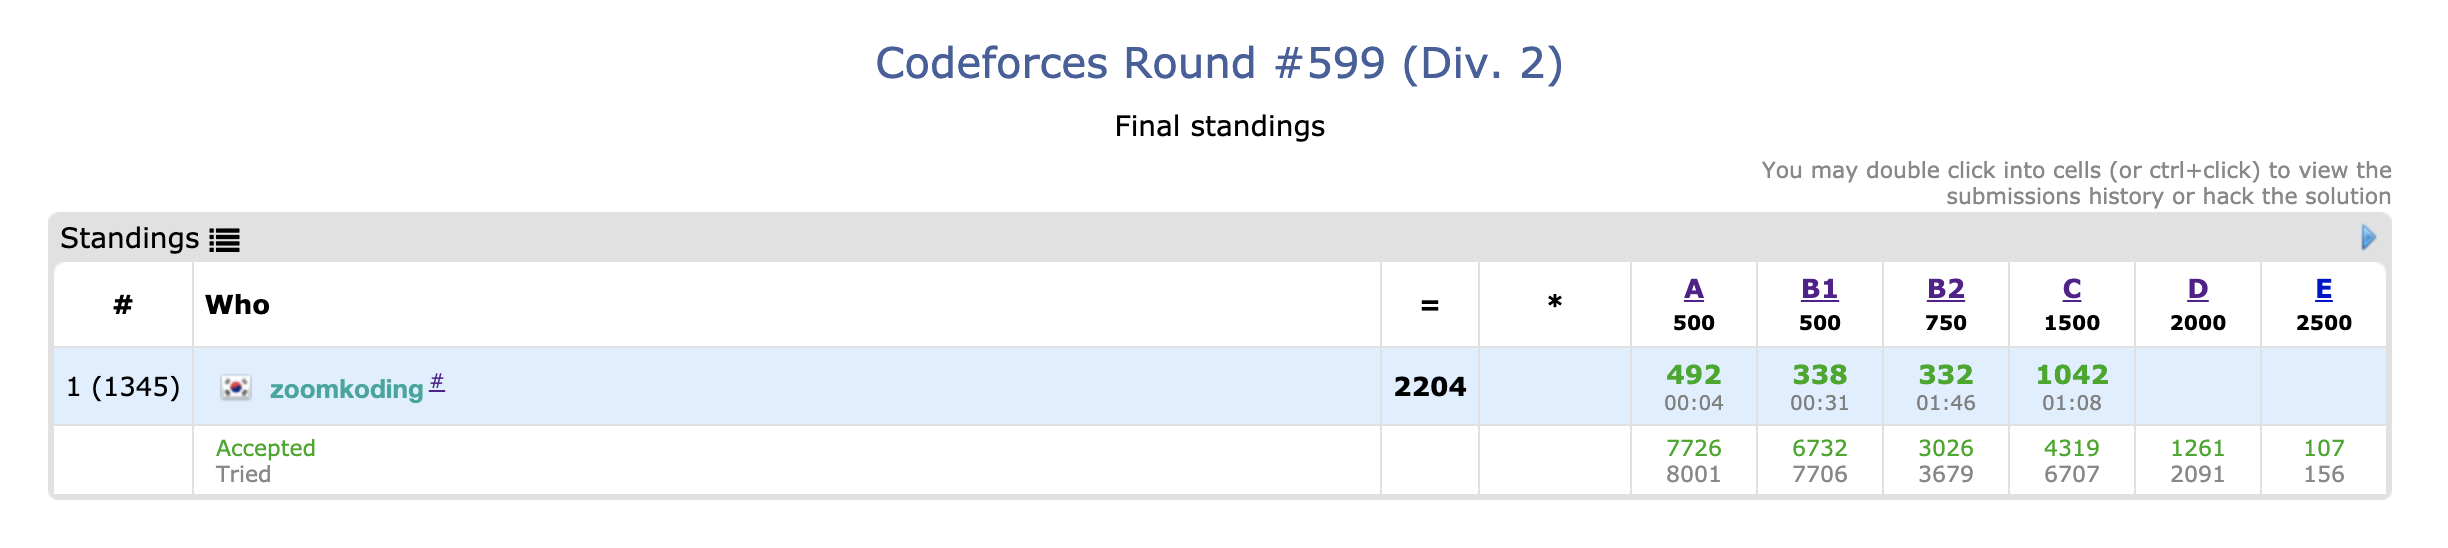 Codeforces Round #599 (Div. 2)
Final standings
You may double click into cells (or ctrl+click) to view the
submissions history or hack the solution
Standings
# Who = * A B1 B2 C D E
500 500 750 1500 2000 2500
1 (1345) zoomkoding # 2204 492 338 332 1042
00:04 00:31 01:46 01:08
Accepted 7726 6732 3026 4319 1261 107
Tried 8001 7706 3679 6707 2091 156